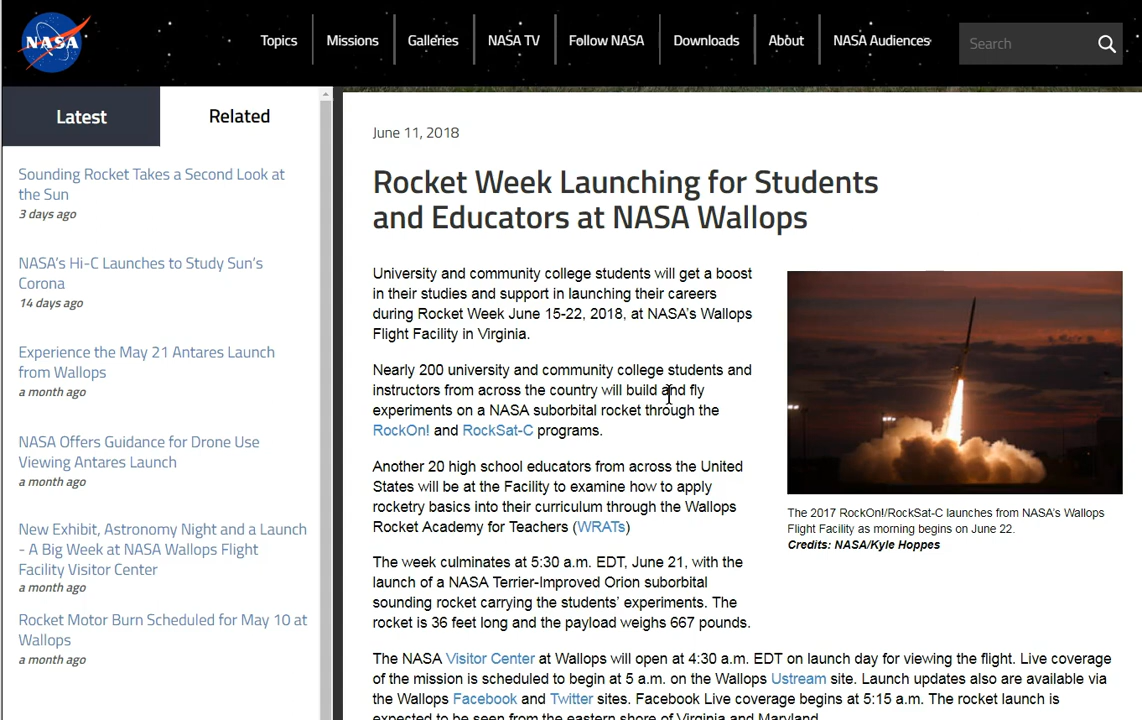 NASA
Topics
Missions
Galleries
NASA TV
Follow NASA
Downloads
About
NASA Audiences
Search
Latest
Related
Sounding Rocket Takes a Second Look at
the Sun
3 days ago
NASA's Hi-C Launches to Study Sun's
Corona
14 days ago
Experience the May 21 Antares Launch
from Wallops
a month ago
NASA Offers Guidance for Drone Use
Viewing Antares Launch
a month ago
New Exhibit, Astronomy Night and a Launch
- A Big Week at NASA Wallops Flight
Facility Visitor Center
a month ago
Rocket Motor Burn Scheduled for May 10 at
Wallops
a month ago
June 11, 2018
Rocket Week Launching for Students
and Educators at NASA Wallops
University and community college students will get a boost
in their studies and support in launching their careers
during Rocket Week June 15-22, 2018, at NASA's Wallops
Flight Facility in Virginia.
Nearly 200 university and community college students and
instructors from across the country will build and fly
experiments on a NASA suborbital rocket through the
RockOn! and RockSat-C programs.
Another 20 high school educators from across the United
States will be at the Facility to examine how to apply
rocketry basics into their curriculum through the Wallops
Rocket Academy for Teachers (WRATs)
The week culminates at 5:30 a.m. EDT, June 21, with the
launch of a NASA Terrier-Improved Orion suborbital
sounding rocket carrying the students' experiments. The
rocket is 36 feet long and the payload weighs 667 pounds.
The 2017 RockOn!/RockSat-C launches from NASA's Wallops
Flight Facility as morning begins on June 22.
Credits: NASA/Kyle Hoppes
The NASA Visitor Center at Wallops will open at 4:30 a.m. EDT on launch day for viewing the flight. Live coverage
of the mission is scheduled to begin at 5 a.m. on the Wallops Ustream site. Launch updates also are available via
the Wallops Facebook and Twitter sites. Facebook Live coverage begins at 5:15 a.m. The rocket launch is
expected to be seen from the eastern shore of Virginia and Maryland.